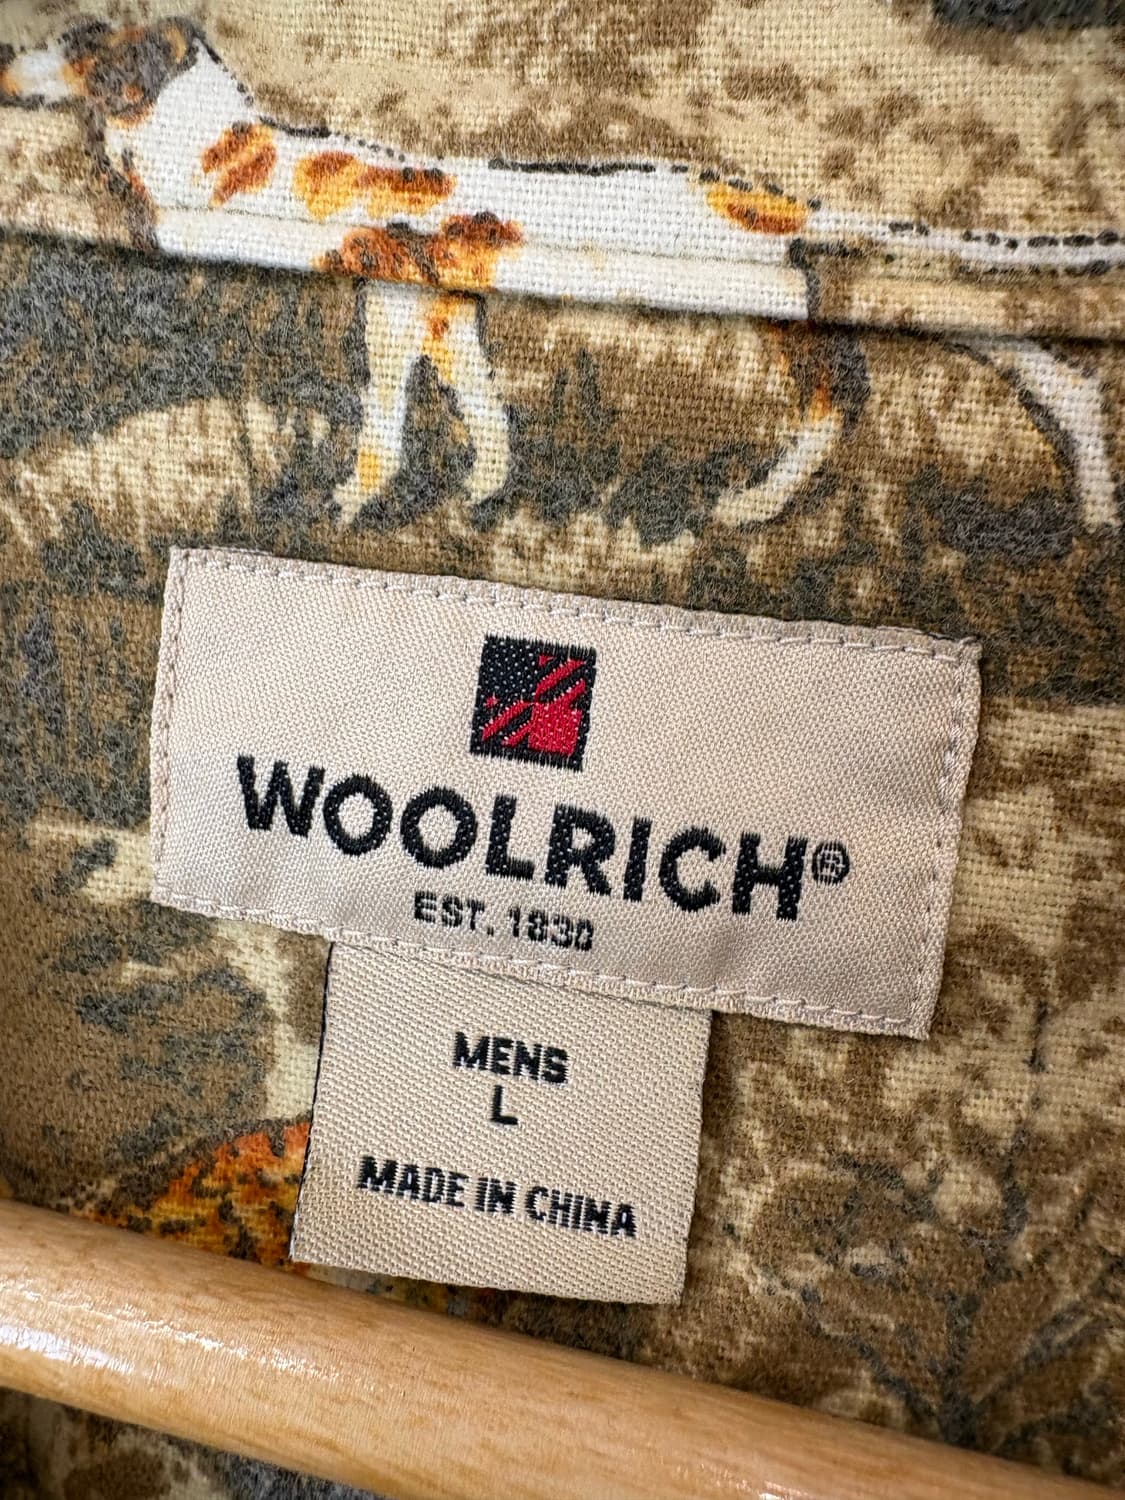 WOOLRICH®
EST. 1830
MENS
L
MADE IN CHINA